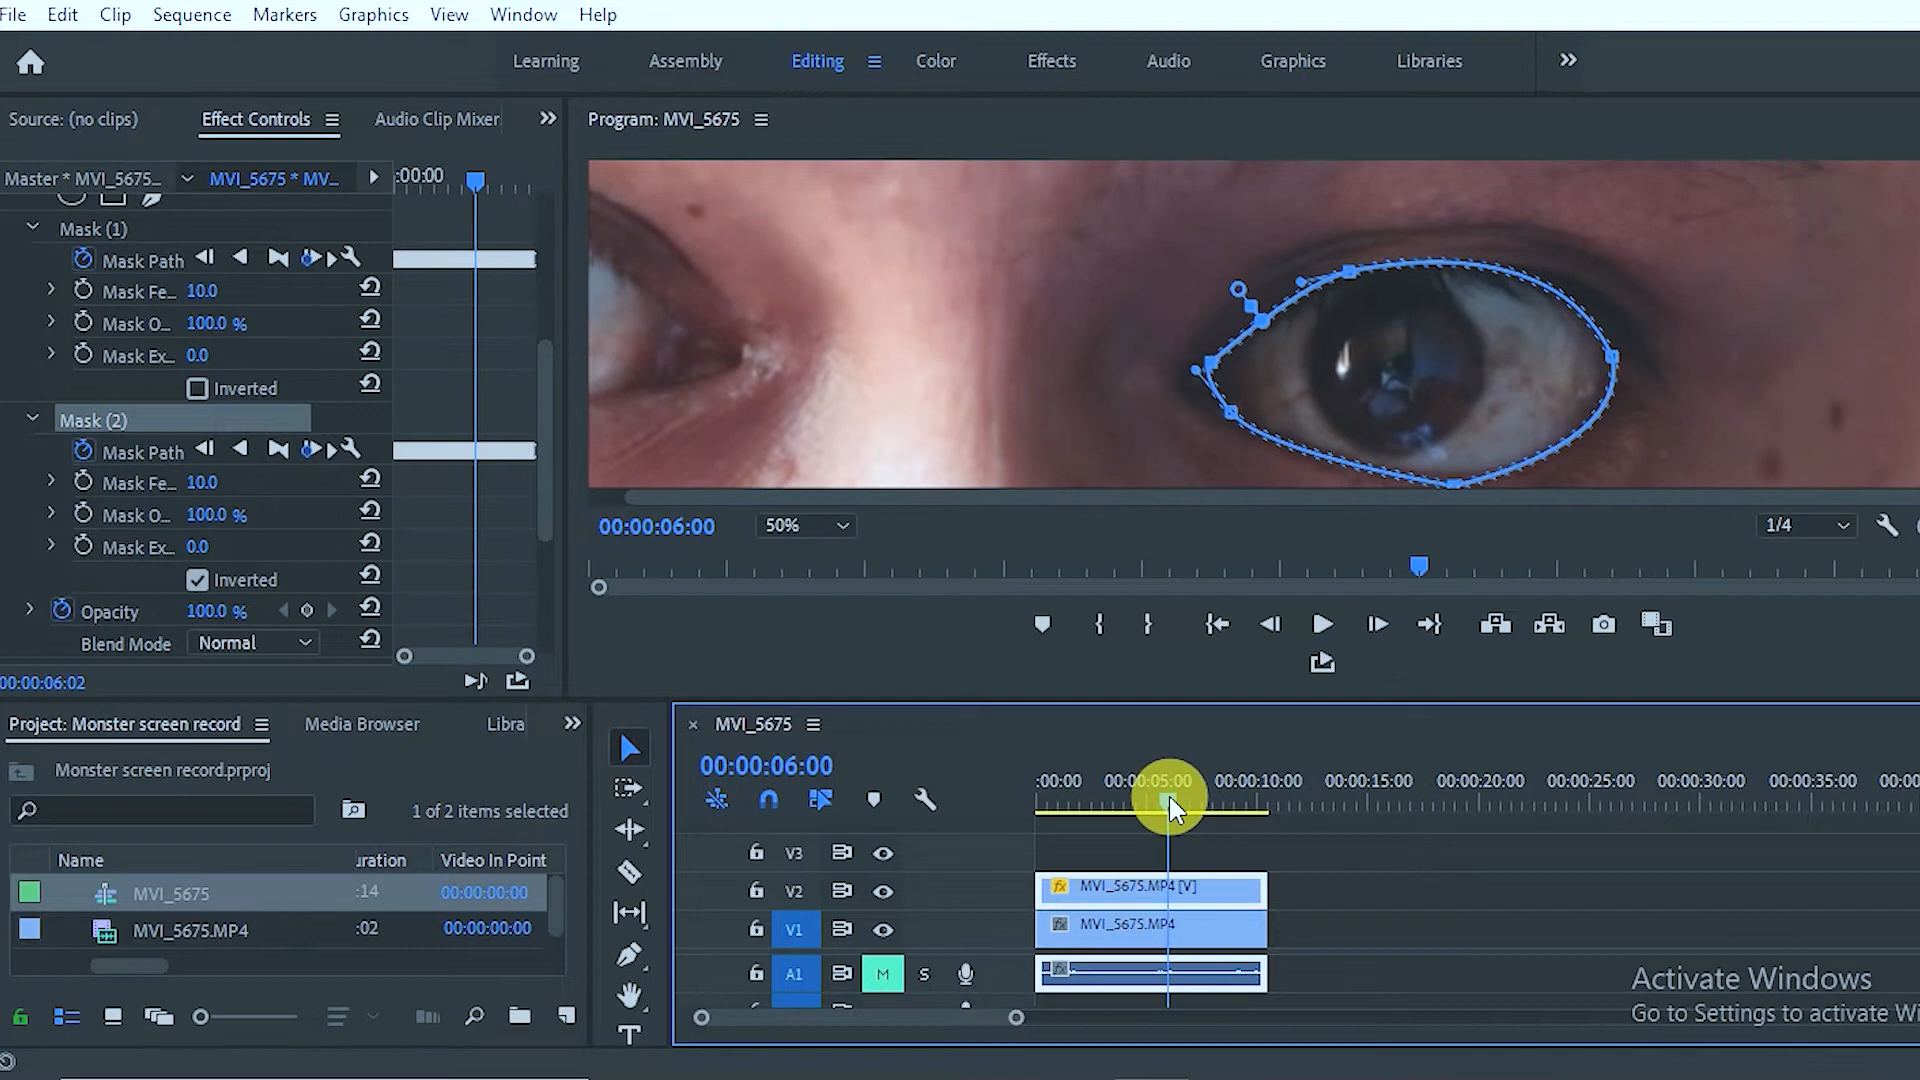 File Edit Clip Sequence Markers Graphics View Window Help
Learning Assembly Editing Color Effects Audio Graphics Libraries
Source: (no clips) Effect Controls Audio Clip Mixer
Program: MVI_5675
Master * MVI_5675... MVI_5675 * MV... :00:00
Mask (1)
Mask Path
Mask Fe... 10.0
Mask O... 100.0 %
Mask Ex... 0.0
Inverted
Mask (2)
Mask Path
Mask Fe... 10.0
Mask O... 100.0 %
Mask Ex... 0.0
Inverted
Opacity 100.0 %
Blend Mode Normal
00:00:06:02
00:00:06:00 50% 1/4
Project: Monster screen record Media Browser Libra
Monster screen record.prproj
1 of 2 items selected
Name uration Video In Point
MVI_5675 :14 00:00:00:00
MVI_5675.MP4 :02 00:00:00:00
× MVI_5675
00:00:06:00
:00:00 00:00:05:00 00:00:10:00 00:00:15:00 00:00:20:00 00:00:25:00 00:00:30:00 00:00:35:00 00:00
V3
V2 fx MVI_5675.MP4 [V]
V1 fx MVI_5675.MP4
A1 M S fx
Activate Windows
Go to Settings to activate Wi